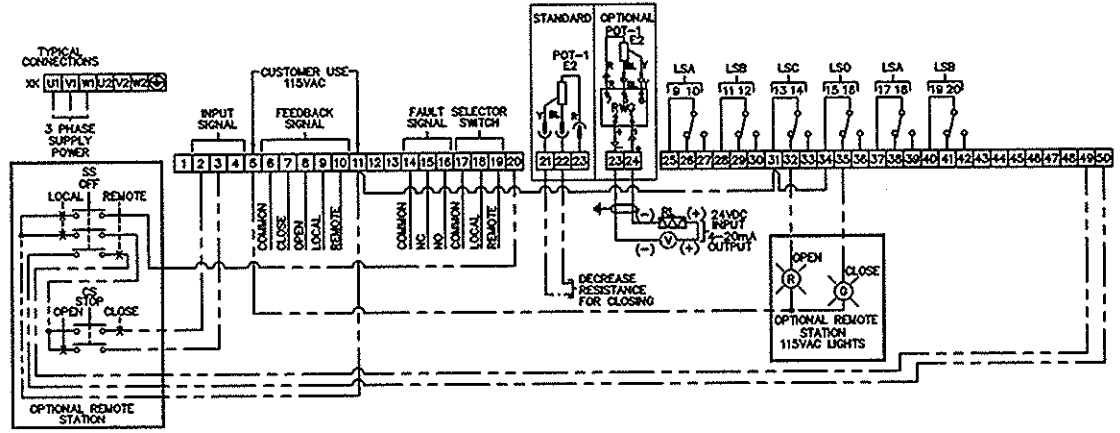 STANDARD
OPTIONAL
POT-1
E2
POT-1
E2
R
BL
Y
Y
BL
R
RWG
TYPICAL
CONNECTIONS
XK U1 V1 W1 U2 V2 W2
3 PHASE
SUPPLY
POWER
CUSTOMER USE
115VAC
INPUT
SIGNAL
FEEDBACK
SIGNAL
FAULT
SIGNAL
SELECTOR
SWITCH
LSA
9 10
LSB
11 12
LSC
13 14
LSO
15 16
LSA
17 18
LSB
19 20
1 2 3 4 5 6 7 8 9 10 11 12 13 14 15 16 17 18 19 20
21 22 23
23 24
25 26 27 28 29 30 31 32 33 34 35 36 37 38 39 40 41 42 43 44 45 46 47 48 49 50
COMMON
CLOSE
OPEN
LOCAL
REMOTE
COMMON
NC
NO
COMMON
LOCAL
REMOTE
SS
OFF
LOCAL
REMOTE
CS
STOP
OPEN
CLOSE
OPTIONAL REMOTE
STATION
(-) RL (+)
24VDC
INPUT
4-20mA
OUTPUT
(-) V (+)
DECREASE
RESISTANCE
FOR CLOSING
OPEN
R
CLOSE
G
OPTIONAL REMOTE
STATION
115VAC LIGHTS